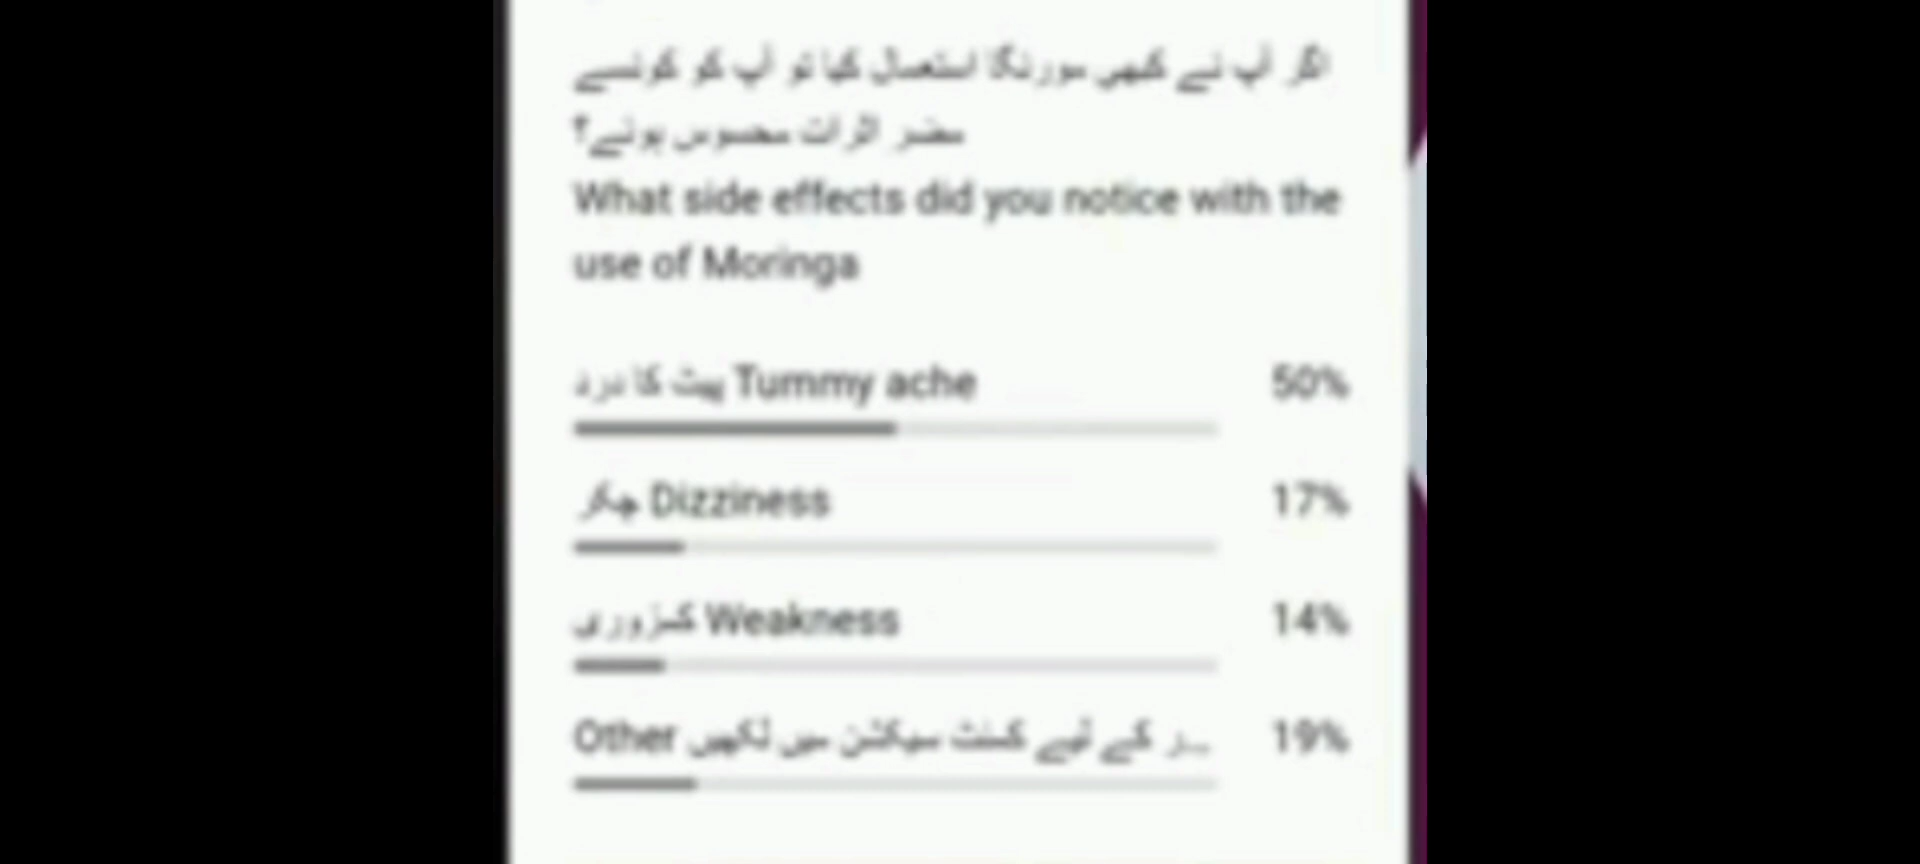 اگر آپ نے کبھی مورنگا استعمال کیا تو آپ کو کونسے
مضر اثرات محسوس ہوئے؟
What side effects did you notice with the
use of Moringa
پیٹ کا درد Tummy ache 50%
چکر Dizziness 17%
کمزوری Weakness 14%
Other ...ر کے لیے کمنٹ سیکشن میں لکھیں 19%